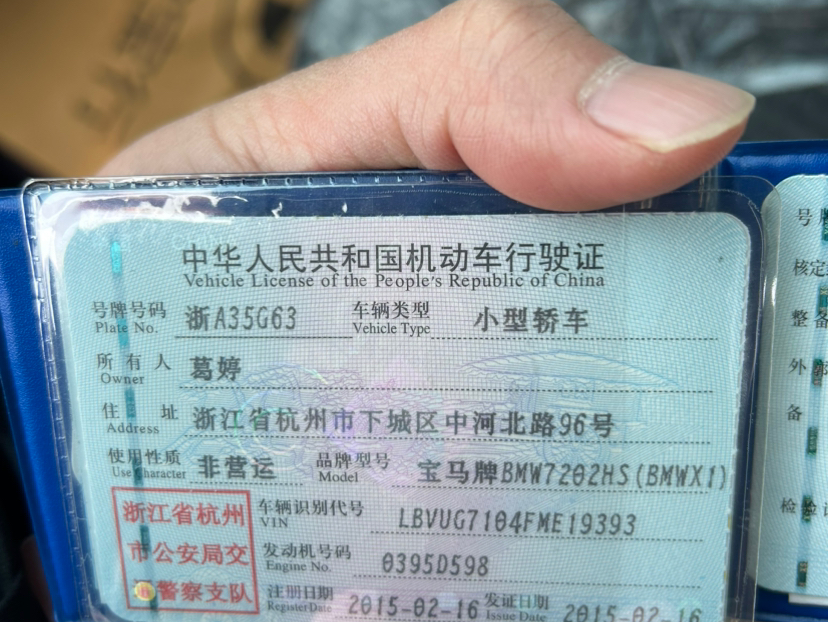 中华人民共和国机动车行驶证
Vehicle License of the People's Republic of China
号牌号码 浙A35G63 车辆类型 小型轿车
Plate No. Vehicle Type
所有人 葛婷
Owner
住址 浙江省杭州市下城区中河北路96号
Address
使用性质 非营运 品牌型号 宝马牌BMW7202HS(BMWX1)
Use Character Model
浙江省杭州市公安局交警察支队
车辆识别代号 LBVUG7104FME19393
VIN
发动机号码 0395D598
Engine No.
注册日期 2015-02-16 发证日期 2015-02-16
Register Date Issue Date
号
核定
整备
外
备
检验